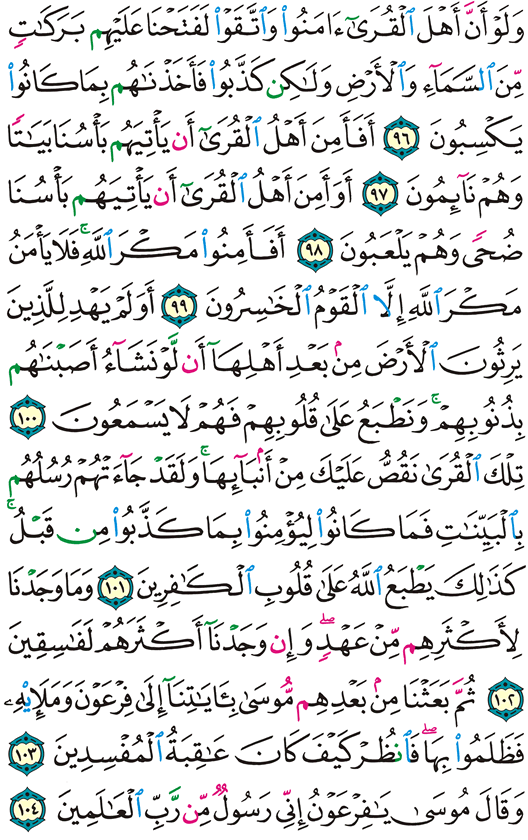 وَلَوْ أَنَّ أَهْلَ ٱلْقُرَىٰٓ ءَامَنُوا۟ وَٱتَّقَوْا۟ لَفَتَحْنَا عَلَيْهِم بَرَكَٰتٍ
مِّنَ ٱلسَّمَآءِ وَٱلْأَرْضِ وَلَٰكِن كَذَّبُوا۟ فَأَخَذْنَٰهُم بِمَا كَانُوا۟
يَكْسِبُونَ ٩٦ أَفَأَمِنَ أَهْلُ ٱلْقُرَىٰٓ أَن يَأْتِيَهُم بَأْسُنَا بَيَٰتًا
وَهُمْ نَآئِمُونَ ٩٧ أَوَأَمِنَ أَهْلُ ٱلْقُرَىٰٓ أَن يَأْتِيَهُم بَأْسُنَا
ضُحًى وَهُمْ يَلْعَبُونَ ٩٨ أَفَأَمِنُوا۟ مَكْرَ ٱللَّهِ ۚ فَلَا يَأْمَنُ
مَكْرَ ٱللَّهِ إِلَّا ٱلْقَوْمُ ٱلْخَٰسِرُونَ ٩٩ أَوَلَمْ يَهْدِ لِلَّذِينَ
يَرِثُونَ ٱلْأَرْضَ مِنۢ بَعْدِ أَهْلِهَآ أَن لَّوْ نَشَآءُ أَصَبْنَٰهُم
بِذُنُوبِهِمْ ۚ وَنَطْبَعُ عَلَىٰ قُلُوبِهِمْ فَهُمْ لَا يَسْمَعُونَ ١٠٠
تِلْكَ ٱلْقُرَىٰ نَقُصُّ عَلَيْكَ مِنْ أَنۢبَآئِهَا ۚ وَلَقَدْ جَآءَتْهُمْ رُسُلُهُم
بِٱلْبَيِّنَٰتِ فَمَا كَانُوا۟ لِيُؤْمِنُوا۟ بِمَا كَذَّبُوا۟ مِن قَبْلُ ۚ
كَذَٰلِكَ يَطْبَعُ ٱللَّهُ عَلَىٰ قُلُوبِ ٱلْكَٰفِرِينَ ١٠١ وَمَا وَجَدْنَا
لِأَكْثَرِهِم مِّنْ عَهْدٍ ۖ وَإِن وَجَدْنَآ أَكْثَرَهُمْ لَفَٰسِقِينَ
١٠٢ ثُمَّ بَعَثْنَا مِنۢ بَعْدِهِم مُّوسَىٰ بِـَٔايَٰتِنَآ إِلَىٰ فِرْعَوْنَ وَمَلَإِي۟هِۦ
فَظَلَمُوا۟ بِهَا ۖ فَٱنظُرْ كَيْفَ كَانَ عَٰقِبَةُ ٱلْمُفْسِدِينَ ١٠٣
وَقَالَ مُوسَىٰ يَٰفِرْعَوْنُ إِنِّى رَسُولٌ مِّن رَّبِّ ٱلْعَٰلَمِينَ ١٠٤